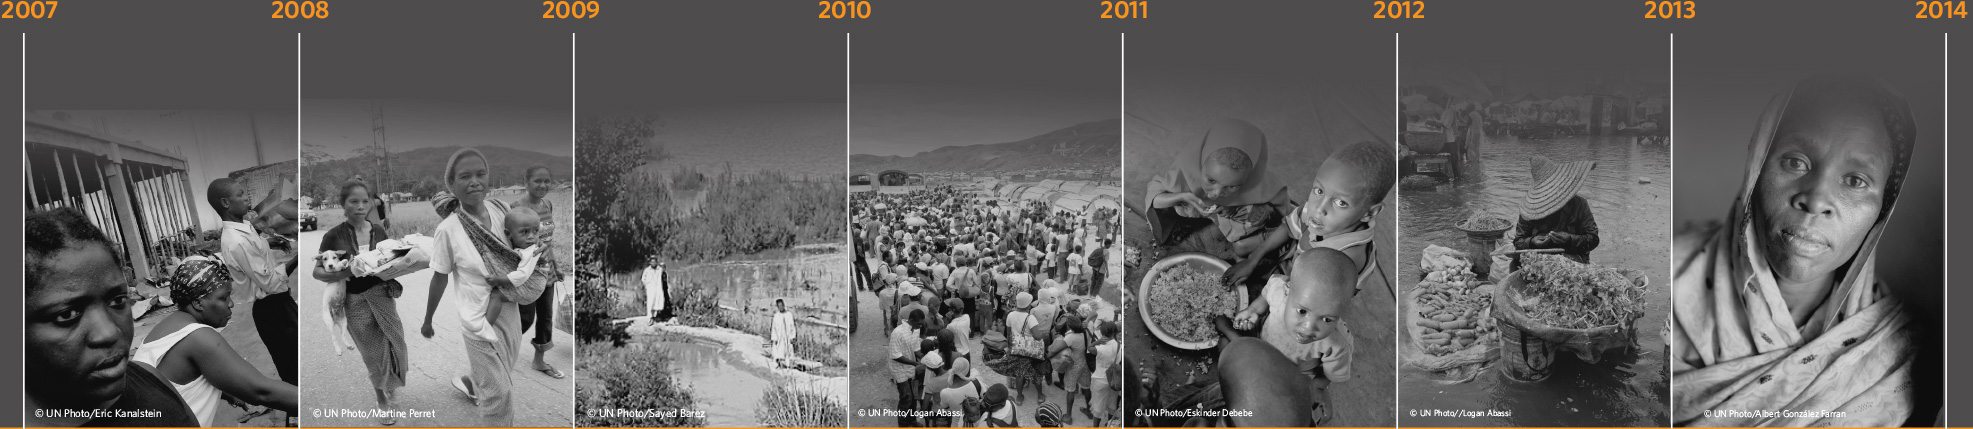 2007
2008
2009
2010
2011
2012
2013
2014
© UN Photo/Eric Kanalstein
© UN Photo/Martine Perret
© UN Photo/Sayed Barez
© UN Photo/Logan Abassi
© UN Photo/Eskinder Debebe
© UN Photo//Logan Abassi
© UN Photo/Albert González Farran